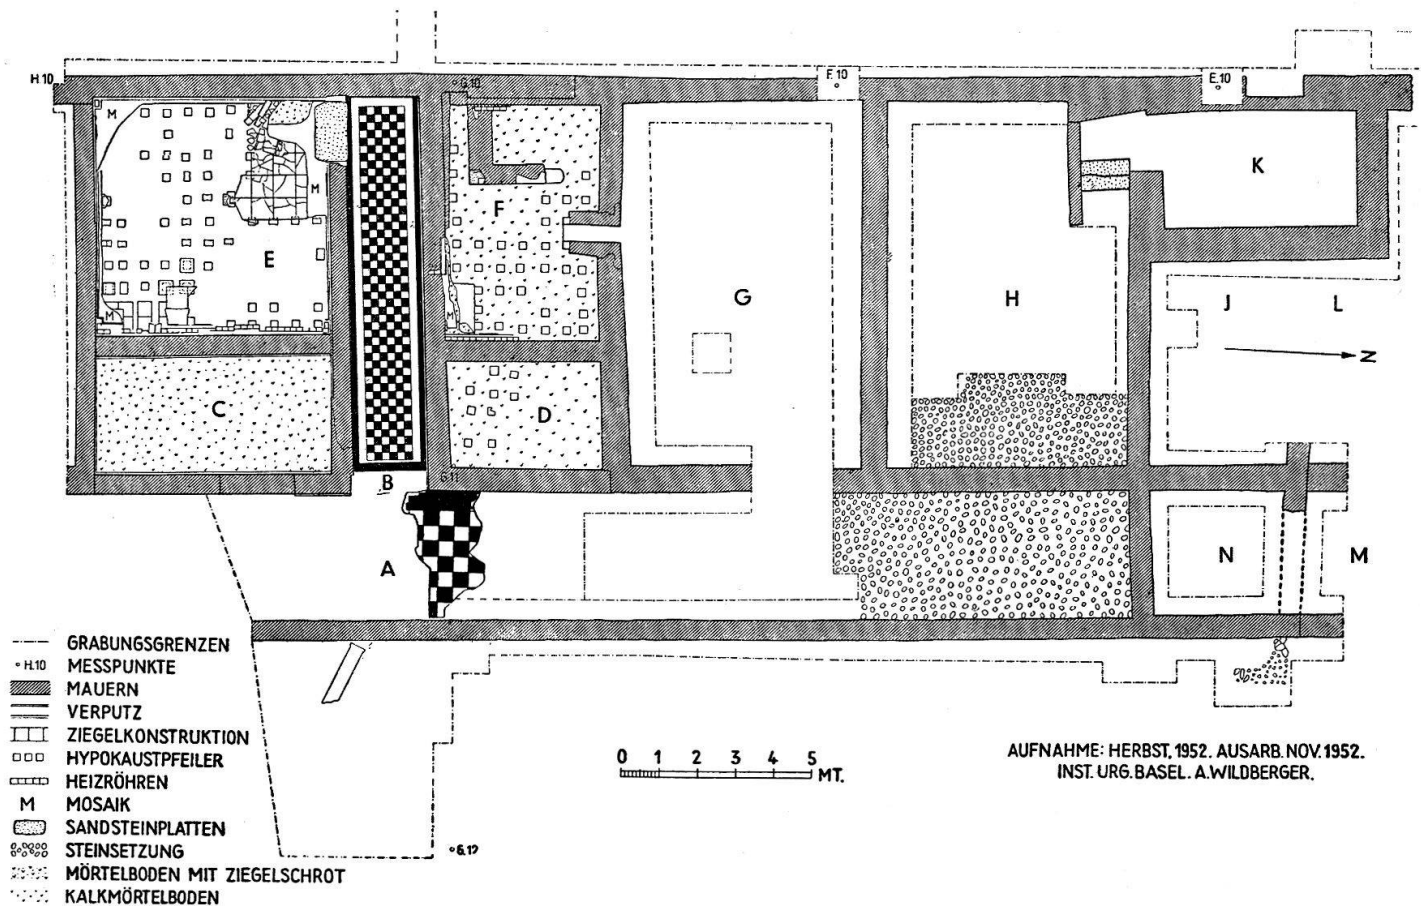 H.10
G.10
F.10
E.10
M
M
K
F
E
G
H
J
L
M
M
N
C
D
B
G.11
A
N
M
GRABUNGSGRENZEN
H.10 MESSPUNKTE
MAUERN
VERPUTZ
ZIEGELKONSTRUKTION
HYPOKAUSTPFEILER
HEIZRÖHREN
M MOSAIK
SANDSTEINPLATTEN
STEINSETZUNG
MÖRTELBODEN MIT ZIEGELSCHROT
KALKMÖRTELBODEN
0 1 2 3 4 5
MT.
AUFNAHME: HERBST. 1952. AUSARB. NOV. 1952.
INST. URG. BASEL. A. WILDBERGER.
G.12